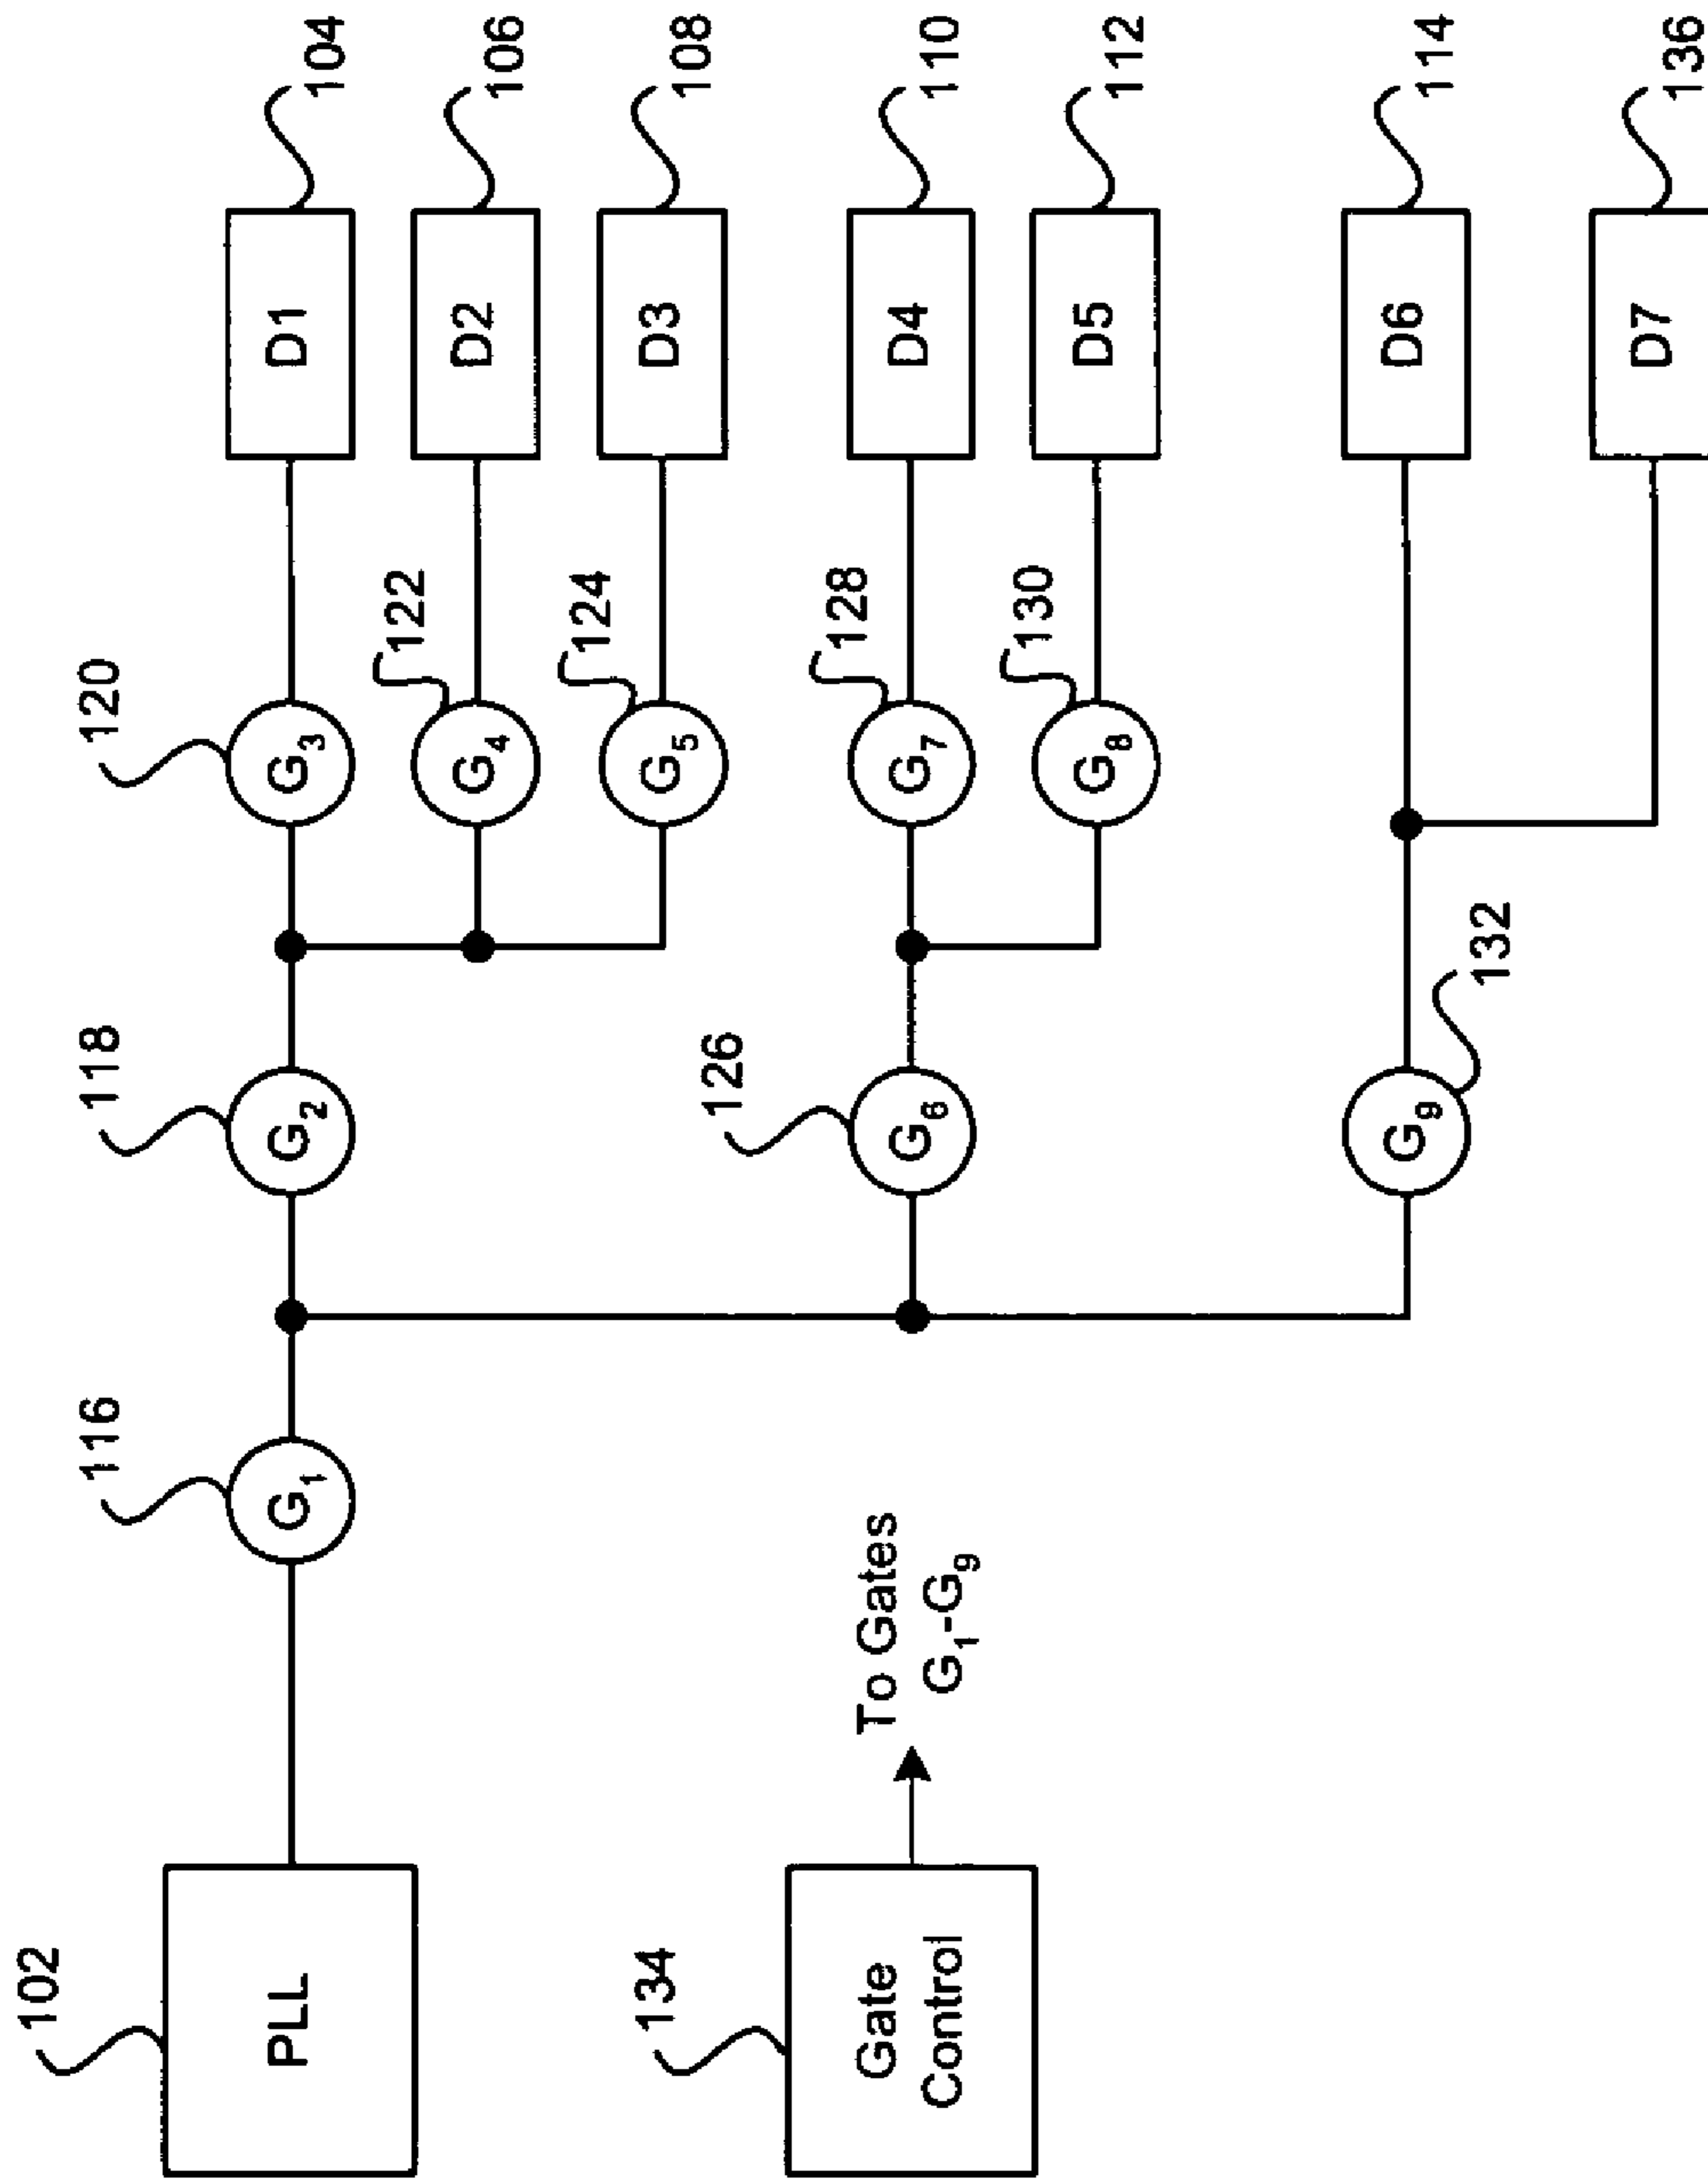 102
PLL
116
G1
118
G2
120
G3
D1
104
122
G4
D2
106
124
G5
D3
108
134
Gate
Control
To Gates
G1-G9
126
G6
128
G7
D4
110
130
G8
D5
112
132
G9
D6
114
D7
136